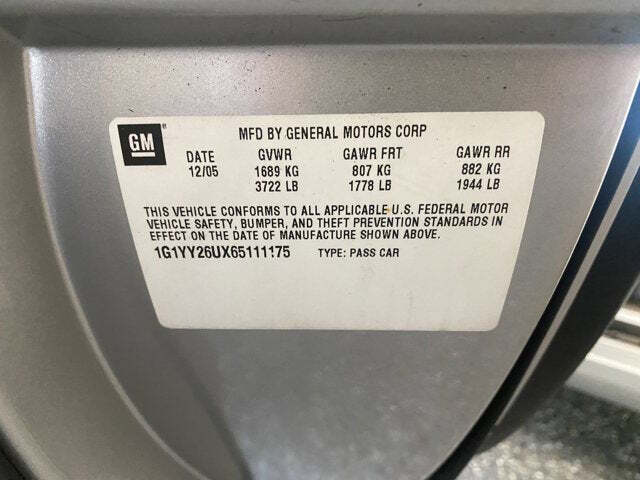 GM
MFD BY GENERAL MOTORS CORP
DATE GVWR GAWR FRT GAWR RR
12/05 1689 KG 807 KG 882 KG
3722 LB 1778 LB 1944 LB
THIS VEHICLE CONFORMS TO ALL APPLICABLE U.S. FEDERAL MOTOR
VEHICLE SAFETY, BUMPER, AND THEFT PREVENTION STANDARDS IN
EFFECT ON THE DATE OF MANUFACTURE SHOWN ABOVE.
1G1YY26UX65111175 TYPE: PASS CAR